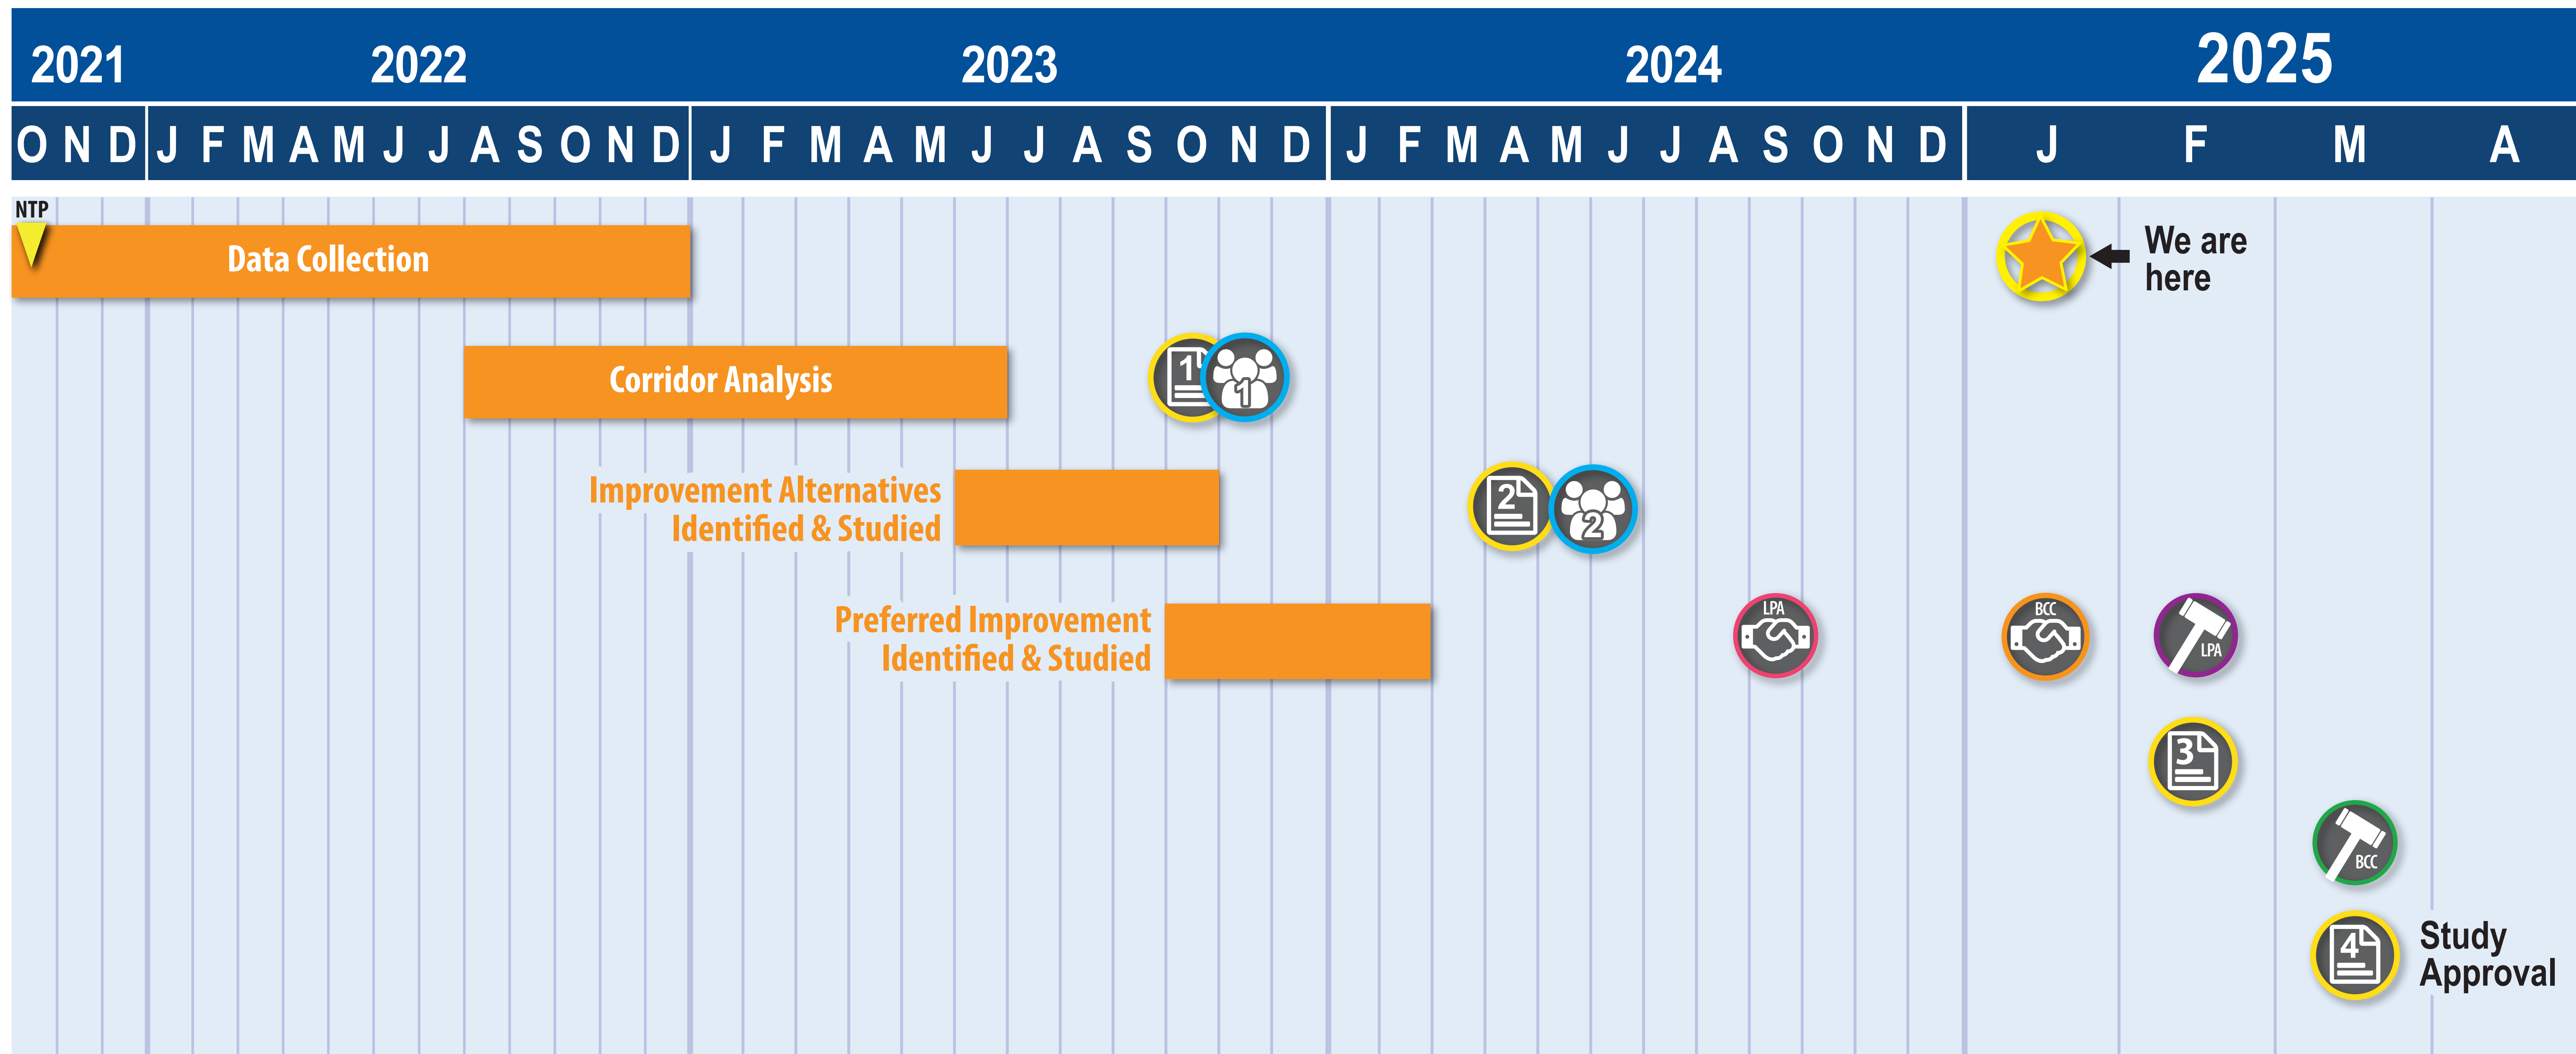 2021 2022 2023 2024 2025
O N D J F M A M J J A S O N D J F M A M J J A S O N D J F M A M J J A S O N D J F M A
NTP
Data Collection
We are
here
Corridor Analysis
1
1
Improvement Alternatives
Identified & Studied
2
2
Preferred Improvement
Identified & Studied
LPA
BCC
LPA
3
BCC
4
Study
Approval